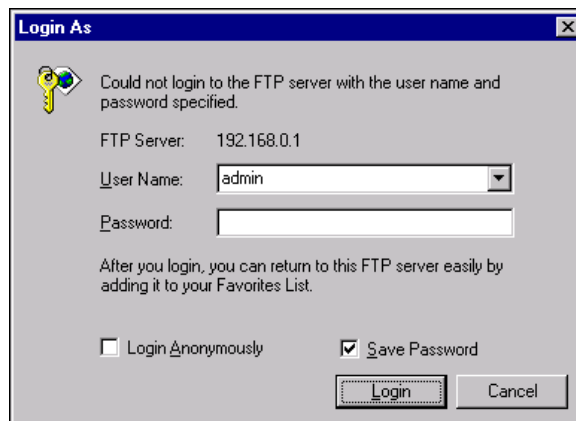 Login As
Could not login to the FTP server with the user name and
password specified.
FTP Server: 192.168.0.1
User Name: admin
Password:
After you login, you can return to this FTP server easily by
adding it to your Favorites List.
Login Anonymously Save Password
Login Cancel